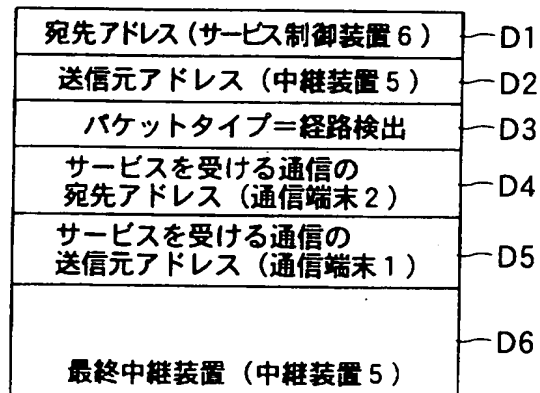 宛先アドレス(サービス制御装置6) D1
送信元アドレス(中継装置5) D2
パケットタイプ=経路検出 D3
サービスを受ける通信の
宛先アドレス(通信端末2) D4
サービスを受ける通信の
送信元アドレス(通信端末1) D5
D6
最終中継装置(中継装置5)